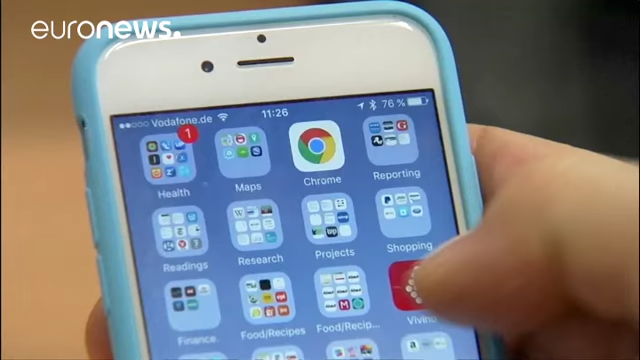 euronews.
Vodafone.de 11:26 76 %
1
Health Maps Chrome Reporting
Readings Research Projects Shopping
Finance. Food/Recipes Food/Recip... Vivino